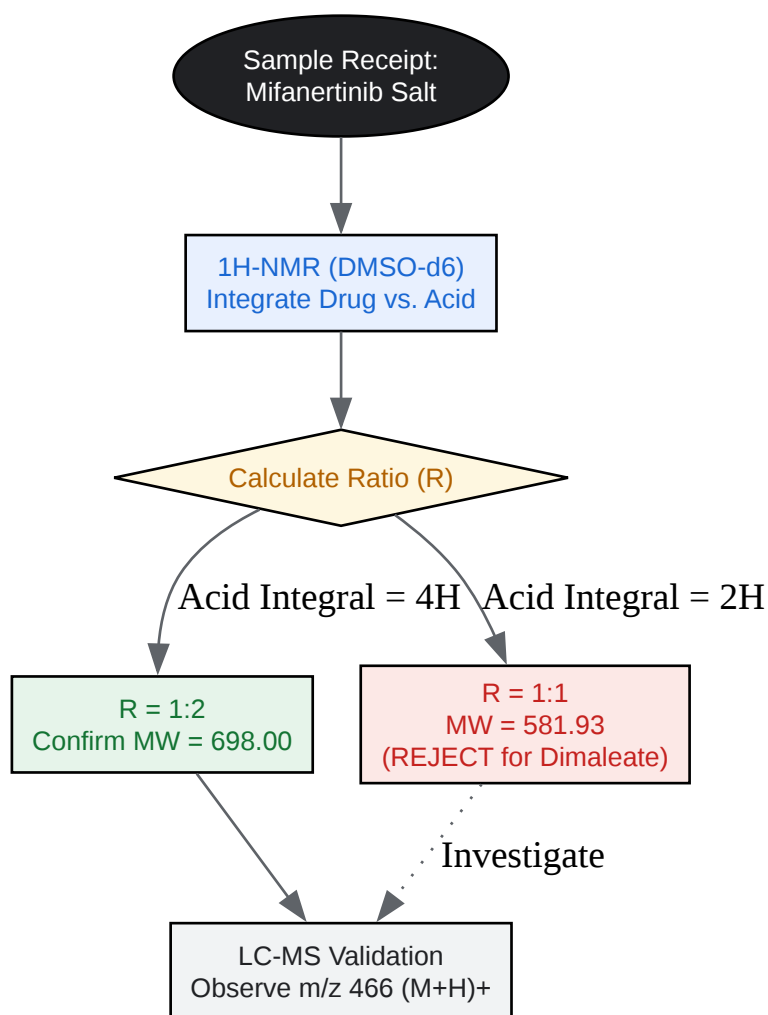 Sample Receipt:
Mifanertinib Salt
1H-NMR (DMSO-d6)
Integrate Drug vs. Acid
Calculate Ratio (R)
Acid Integral = 4H
Acid Integral = 2H
R = 1:2
Confirm MW = 698.00
R = 1:1
MW = 581.93
(REJECT for Dimaleate)
Investigate
LC-MS Validation
Observe m/z 466 (M+H)+